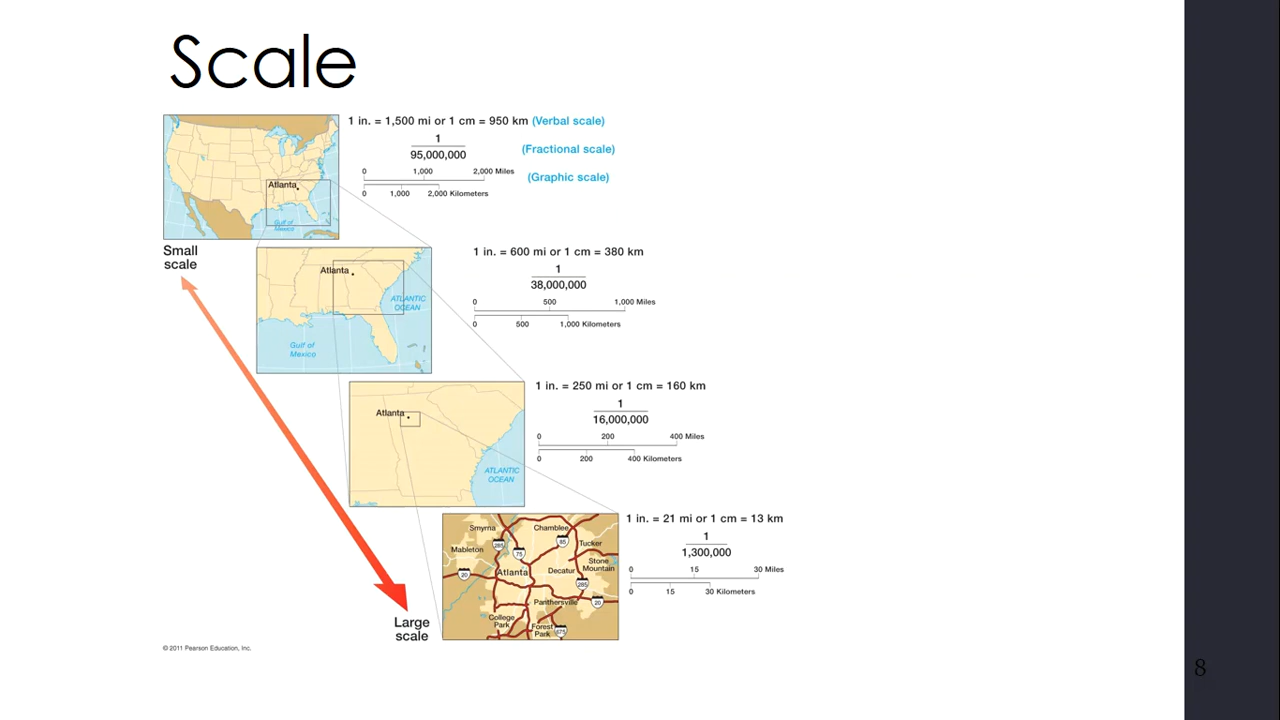 Scale
1 in. = 1,500 mi or 1 cm = 950 km (Verbal scale)
1
95,000,000
(Fractional scale)
0 1,000 2,000 Miles
(Graphic scale)
0 1,000 2,000 Kilometers
Atlanta
Gulf of
Mexico
Small
scale
1 in. = 600 mi or 1 cm = 380 km
1
38,000,000
0 500 1,000 Miles
0 500 1,000 Kilometers
Atlanta
ATLANTIC
OCEAN
Gulf of
Mexico
1 in. = 250 mi or 1 cm = 160 km
1
16,000,000
0 200 400 Miles
0 200 400 Kilometers
Atlanta
ATLANTIC
OCEAN
1 in. = 21 mi or 1 cm = 13 km
1
1,300,000
0 15 30 Miles
0 15 30 Kilometers
Smyrna
Chamblee
285
75
85
Tucker
Mableton
Stone
Mountain
20
Atlanta
Decatur
285
Panthersville
20
College
Park
Forest
Park
675
Large
scale
© 2011 Pearson Education, Inc.
8